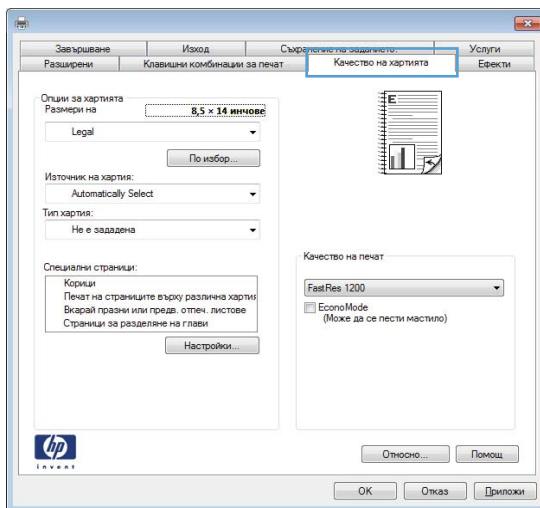 Завършване Изход Съхранение на заданието: Услуги
Разширени Клавишни комбинации за печат Качество на хартията Ефекти
Опции за хартията
Размери на 8,5 × 14 инчове
Legal
По избор...
Източник на хартия:
Automatically Select
Тип хартия:
Не е зададена
Специални страници:
Корици
Печат на страниците върху различна хартия
Вкарай празни или предв. отпеч. листове
Страници за разделяне на глави
Настройки...
E
Качество на печат
FastRes 1200
EconoMode
(Може да се пести мастило)
hp
invent
Относно... Помощ
OK Отказ Приложи